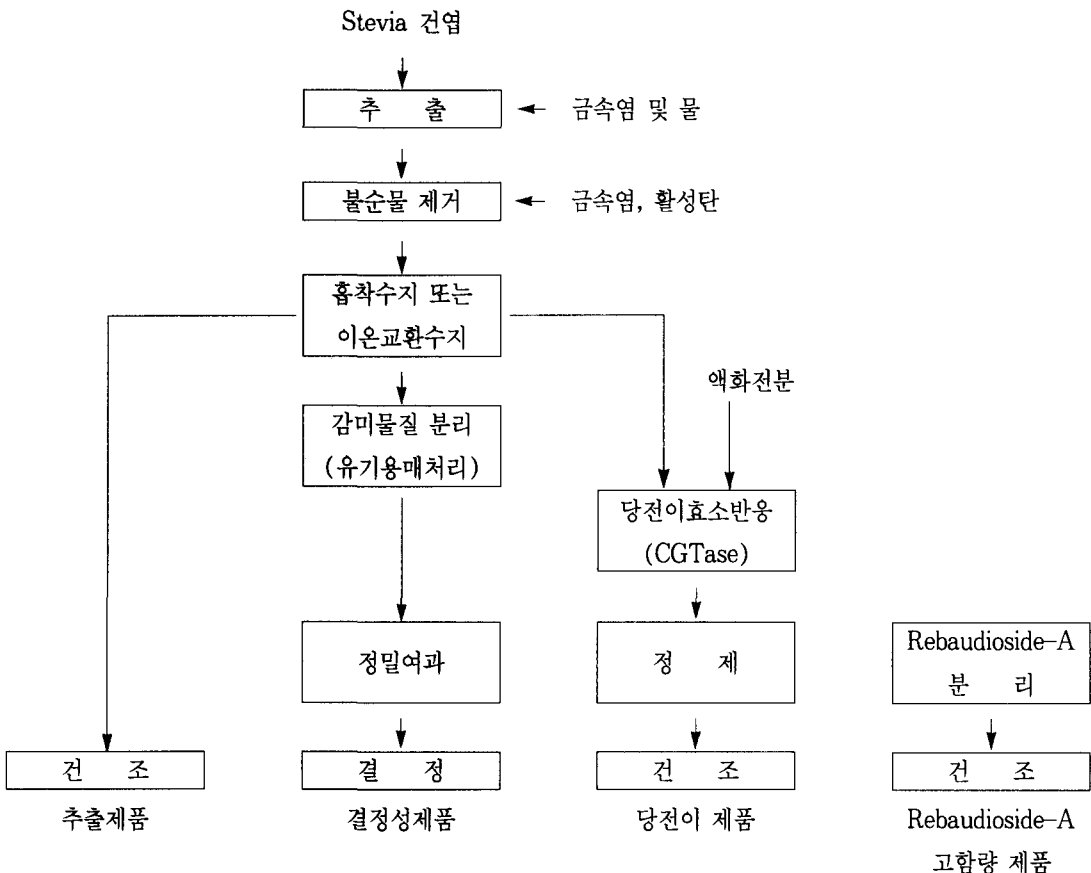 Stevia 건엽
추 출
금속염 및 물
불순물 제거
금속염, 활성탄
흡착수지 또는
이온교환수지
액화전분
감미물질 분리
(유기용매처리)
당전이효소반응
(CGTase)
정밀여과
정 제
Rebaudioside-A
분 리
건 조
결 정
건 조
건 조
추출제품
결정성제품
당전이 제품
Rebaudioside-A
고함량 제품